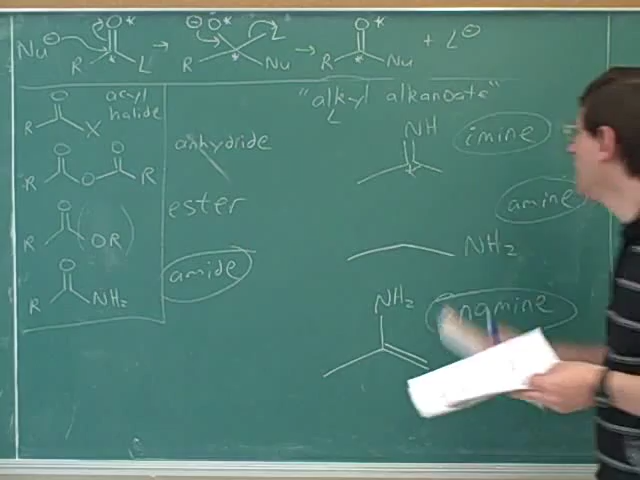 Nu⊖ O* R L → ⊖ O* R L Nu → O* R Nu + L⊖
O R X acyl halide
anhydride
O O R O R
ester
O R (OR)
amide
O R NH₂
"alkyl alkanoate"
NH imine
amine
NH₂
NH₂ enamine